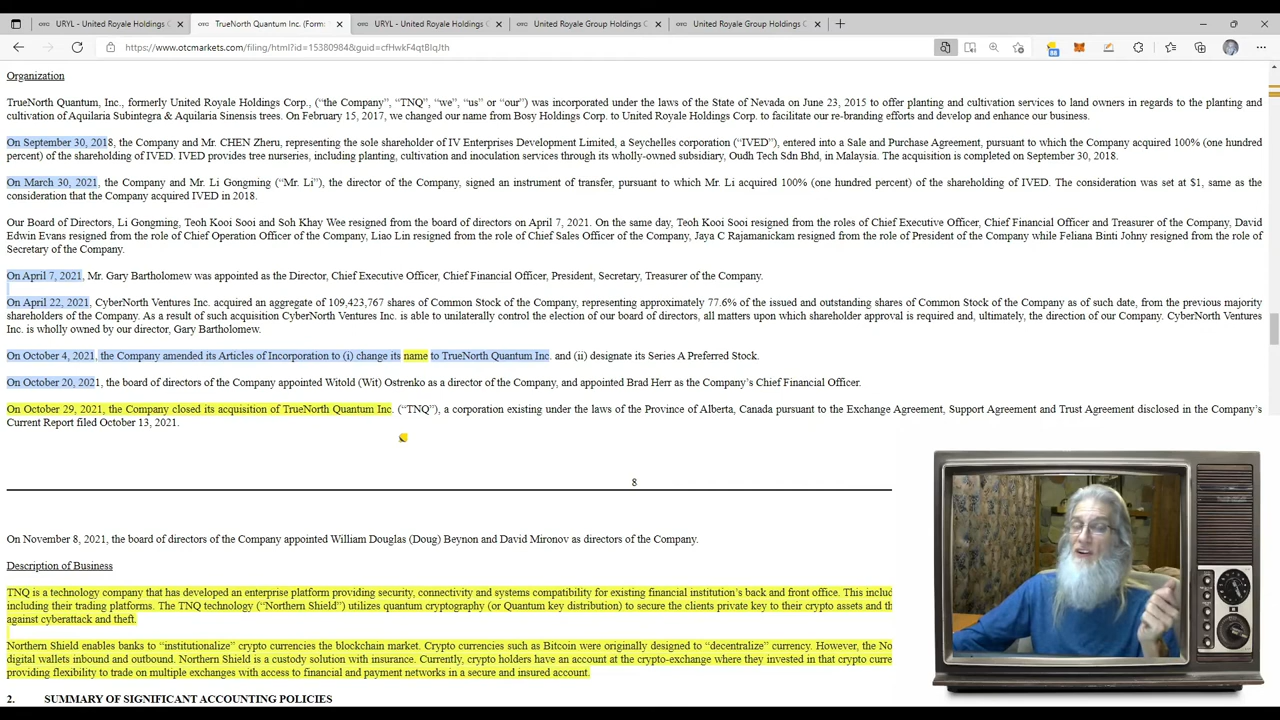 URYL - United Royale Holdings C
TrueNorth Quantum Inc. (Form:
URYL - United Royale Holdings C
United Royale Group Holdings C
United Royale Group Holdings C
https://www.otcmarkets.com/filing/html?id=15380984&guid=cfHwkF4qtBIqJth
88
Organization
TrueNorth Quantum, Inc., formerly United Royale Holdings Corp., (“the Company”, “TNQ”, “we”, “us” or “our”) was incorporated under the laws of the State of Nevada on June 23, 2015 to offer planting and cultivation services to land owners in regards to the planting and
cultivation of Aquilaria Subintegra & Aquilaria Sinensis trees. On February 15, 2017, we changed our name from Bosy Holdings Corp. to United Royale Holdings Corp. to facilitate our re-branding efforts and develop and enhance our business.
On September 30, 2018, the Company and Mr. CHEN Zheru, representing the sole shareholder of IV Enterprises Development Limited, a Seychelles corporation (“IVED”), entered into a Sale and Purchase Agreement, pursuant to which the Company acquired 100% (one hundred
percent) of the shareholding of IVED. IVED provides tree nurseries, including planting, cultivation and inoculation services through its wholly-owned subsidiary, Oudh Tech Sdn Bhd, in Malaysia. The acquisition is completed on September 30, 2018.
On March 30, 2021, the Company and Mr. Li Gongming (“Mr. Li”), the director of the Company, signed an instrument of transfer, pursuant to which Mr. Li acquired 100% (one hundred percent) of the shareholding of IVED. The consideration was set at $1, same as the
consideration that the Company acquired IVED in 2018.
Our Board of Directors, Li Gongming, Teoh Kooi Sooi and Soh Khay Wee resigned from the board of directors on April 7, 2021. On the same day, Teoh Kooi Sooi resigned from the roles of Chief Executive Officer, Chief Financial Officer and Treasurer of the Company, David
Edwin Evans resigned from the role of Chief Operation Officer of the Company, Liao Lin resigned from the role of Chief Sales Officer of the Company, Jaya C Rajamanickam resigned from the role of President of the Company while Feliana Binti Johny resigned from the role of
Secretary of the Company.
On April 7, 2021, Mr. Gary Bartholomew was appointed as the Director, Chief Executive Officer, Chief Financial Officer, President, Secretary, Treasurer of the Company.
On April 22, 2021, CyberNorth Ventures Inc. acquired an aggregate of 109,423,767 shares of Common Stock of the Company, representing approximately 77.6% of the issued and outstanding shares of Common Stock of the Company as of such date, from the previous majority
shareholders of the Company. As a result of such acquisition CyberNorth Ventures Inc. is able to unilaterally control the election of our board of directors, all matters upon which shareholder approval is required and, ultimately, the direction of our Company. CyberNorth Ventures
Inc. is wholly owned by our director, Gary Bartholomew.
On October 4, 2021, the Company amended its Articles of Incorporation to (i) change its name to TrueNorth Quantum Inc. and (ii) designate its Series A Preferred Stock.
On October 20, 2021, the board of directors of the Company appointed Witold (Wit) Ostrenko as a director of the Company, and appointed Brad Herr as the Company’s Chief Financial Officer.
On October 29, 2021, the Company closed its acquisition of TrueNorth Quantum Inc. (“TNQ”), a corporation existing under the laws of the Province of Alberta, Canada pursuant to the Exchange Agreement, Support Agreement and Trust Agreement disclosed in the Company’s
Current Report filed October 13, 2021.
8
On November 8, 2021, the board of directors of the Company appointed William Douglas (Doug) Beynon and David Mironov as directors of the Company.
Description of Business
TNQ is a technology company that has developed an enterprise platform providing security, connectivity and systems compatibility for existing financial institution’s back and front office. This includ
including their trading platforms. The TNQ technology (“Northern Shield”) utilizes quantum cryptography (or Quantum key distribution) to secure the clients private key to their crypto assets and th
against cyberattack and theft.
Northern Shield enables banks to “institutionalize” crypto currencies the blockchain market. Crypto currencies such as Bitcoin were originally designed to “decentralize” currency. However, the No
digital wallets inbound and outbound. Northern Shield is a custody solution with insurance. Currently, crypto holders have an account at the crypto-exchange where they invested in that crypto curre
providing flexibility to trade on multiple exchanges with access to financial and payment networks in a secure and insured account.
2. SUMMARY OF SIGNIFICANT ACCOUNTING POLICIES